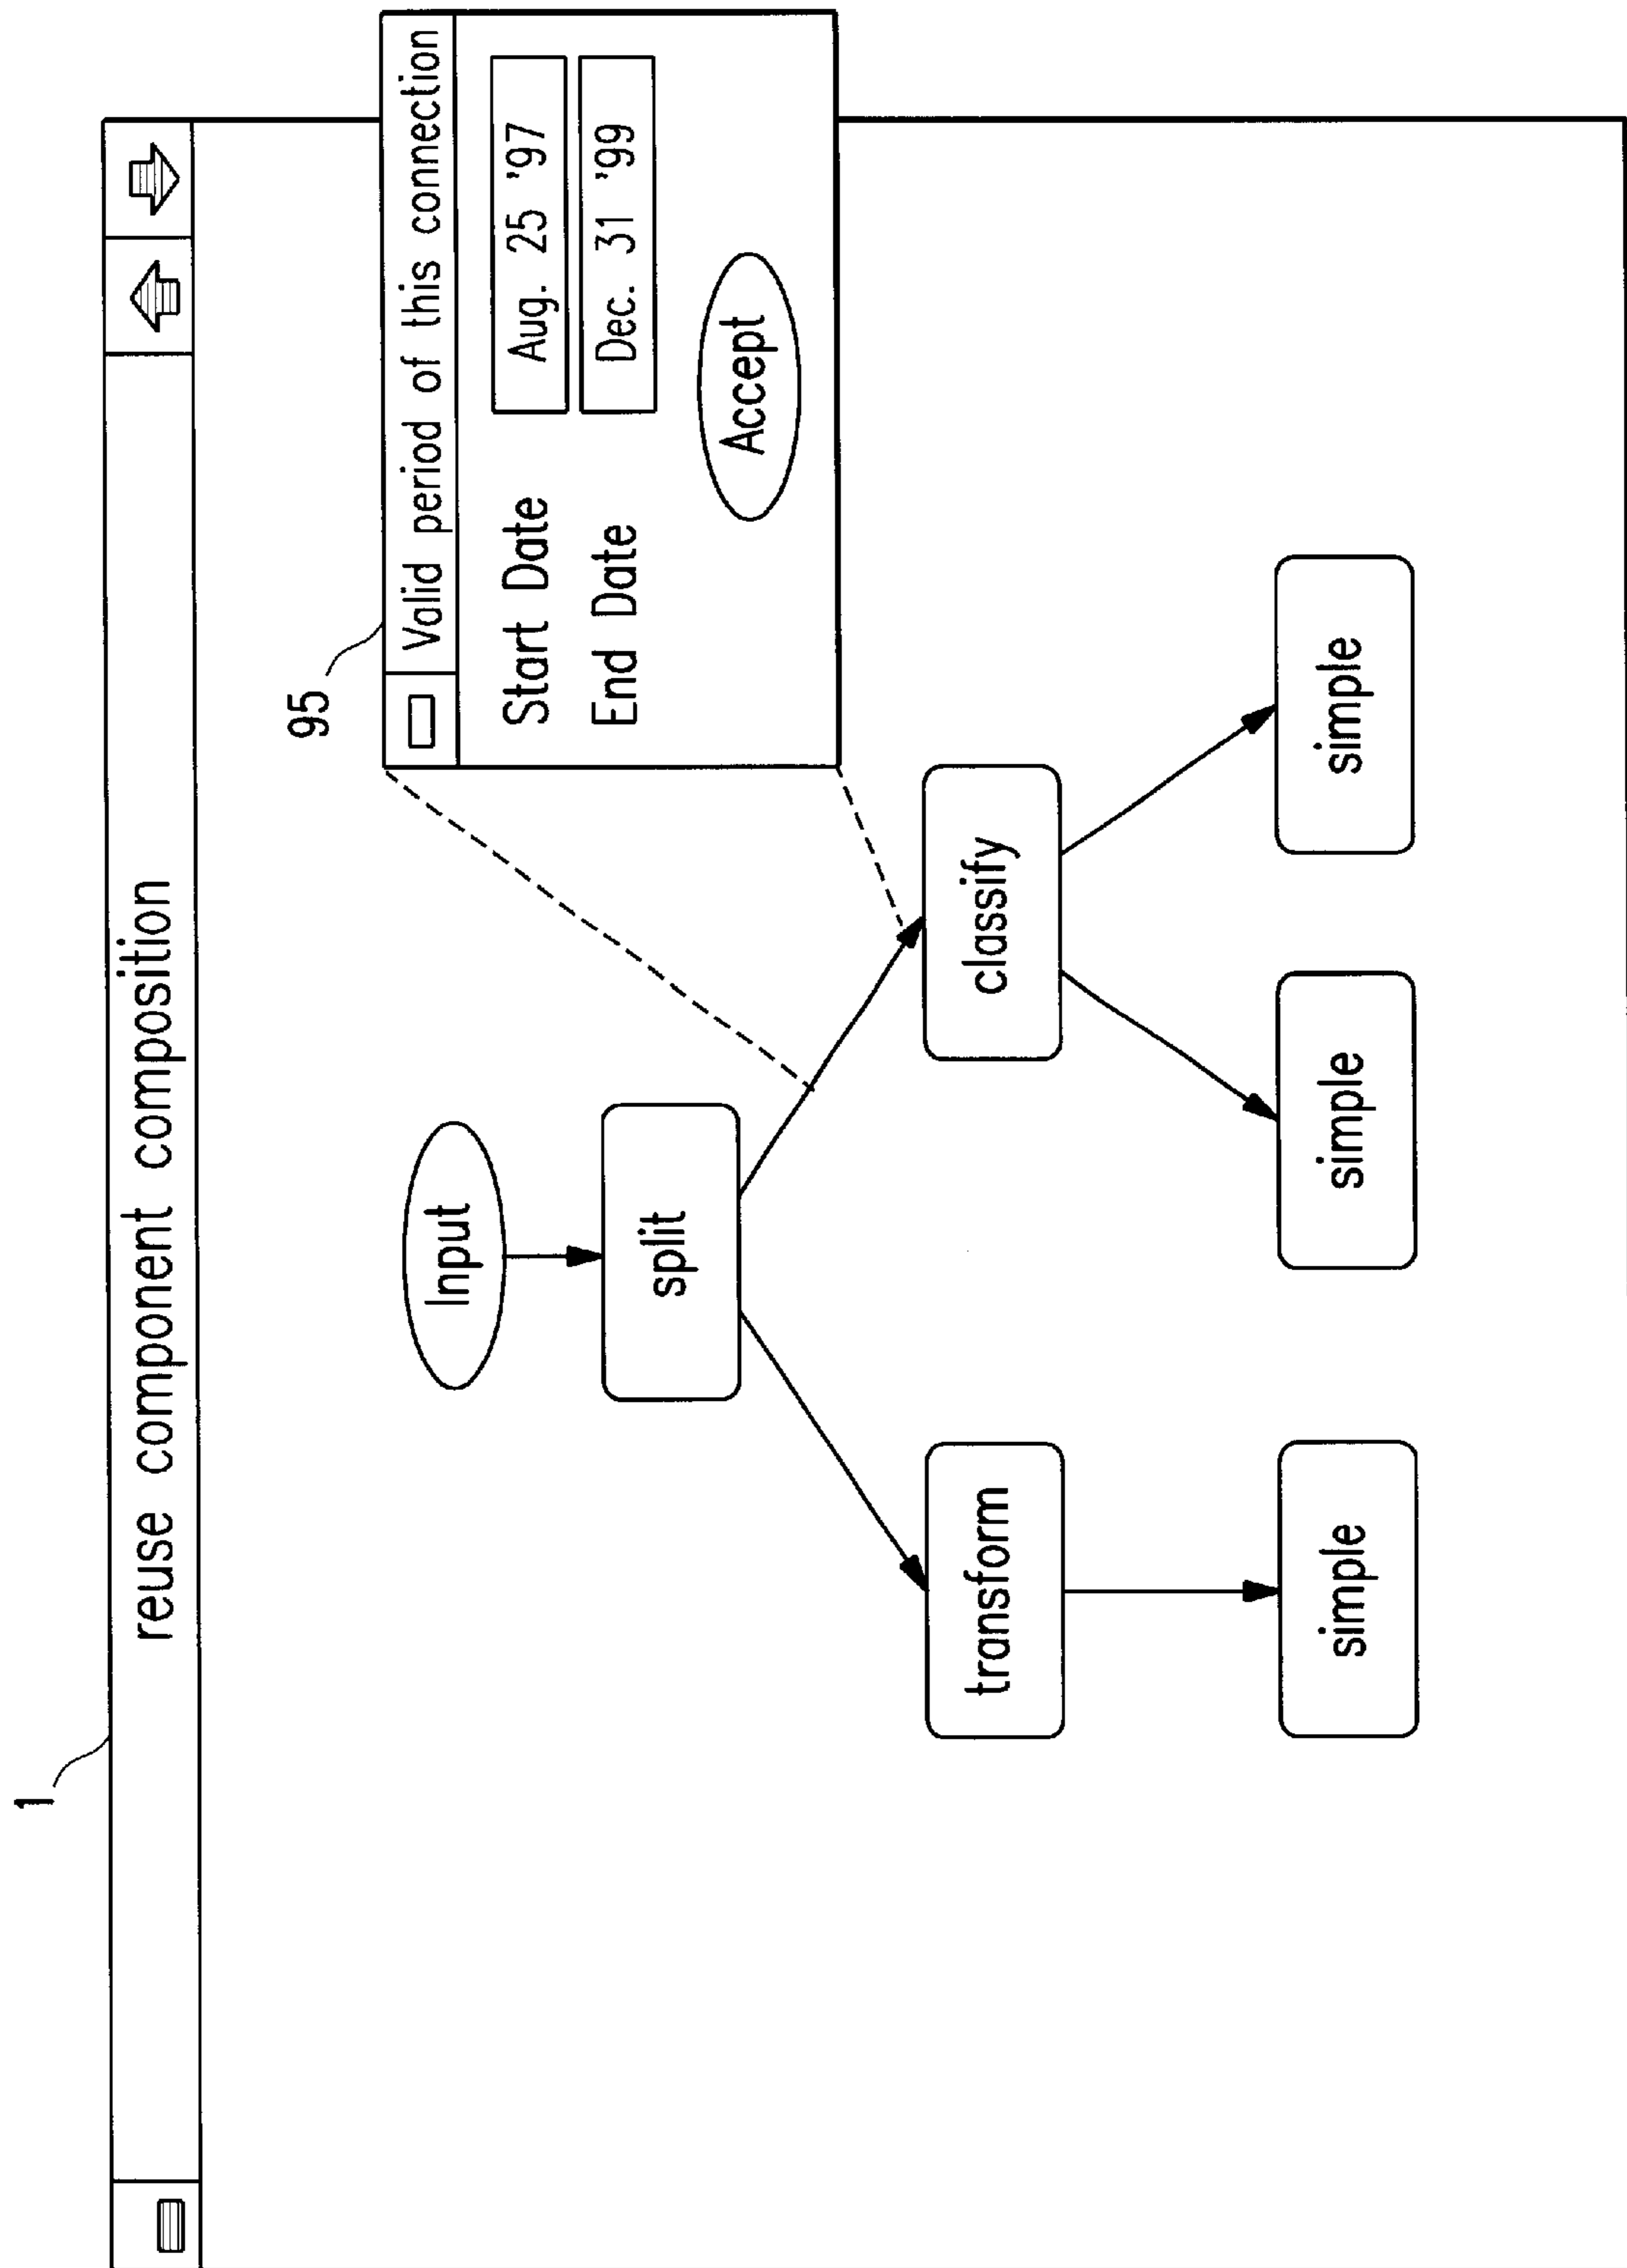 1
reuse component composition
95
Valid period of this connection
Start Date Aug. 25 '97
End Date Dec. 31 '99
Accept
Input
split
transform
classify
simple
simple
simple